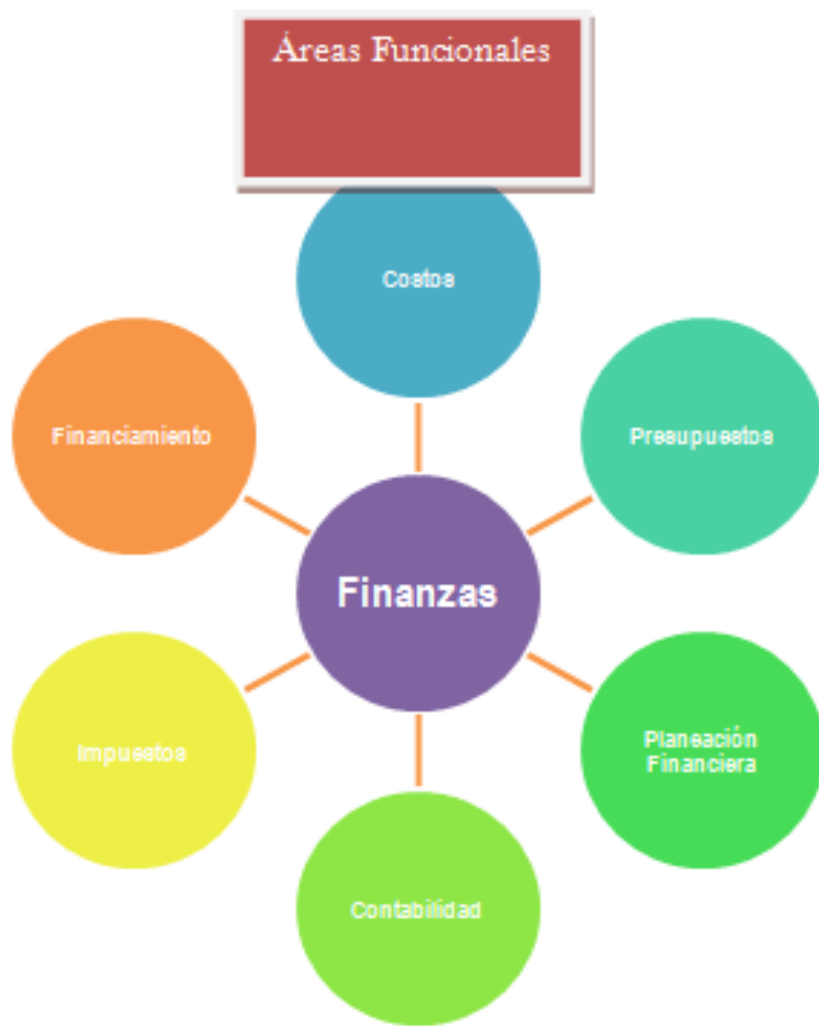 Áreas Funcionales
Costos
Financiamiento
Presupuestos
Finanzas
Impuestos
Planeación
Financiera
Contabilidad